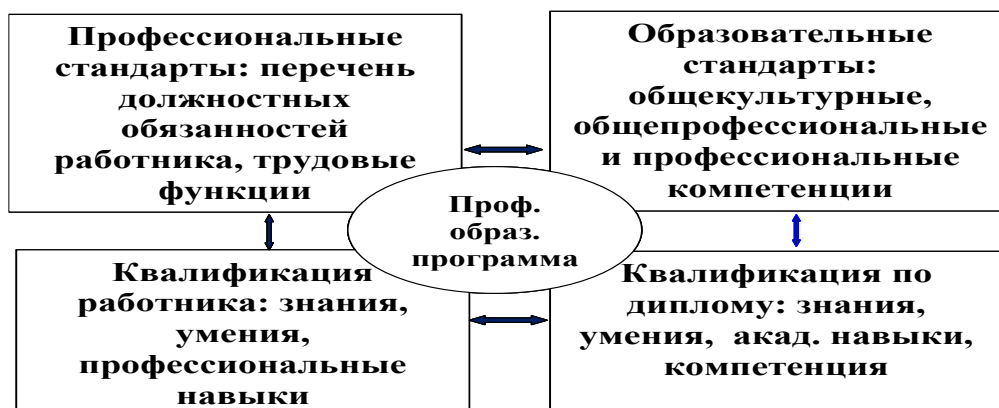 Профессиональные
стандарты: перечень
должностных
обязанностей
работника, трудовые
функции
Образовательные
стандарты:
общекультурные,
общепрофессиональные
и профессиональные
компетенции
Проф.
образ.
программа
Квалификация
работника: знания,
умения,
профессиональные
навыки
Квалификация по
диплому: знания,
умения, акад. навыки,
компетенция